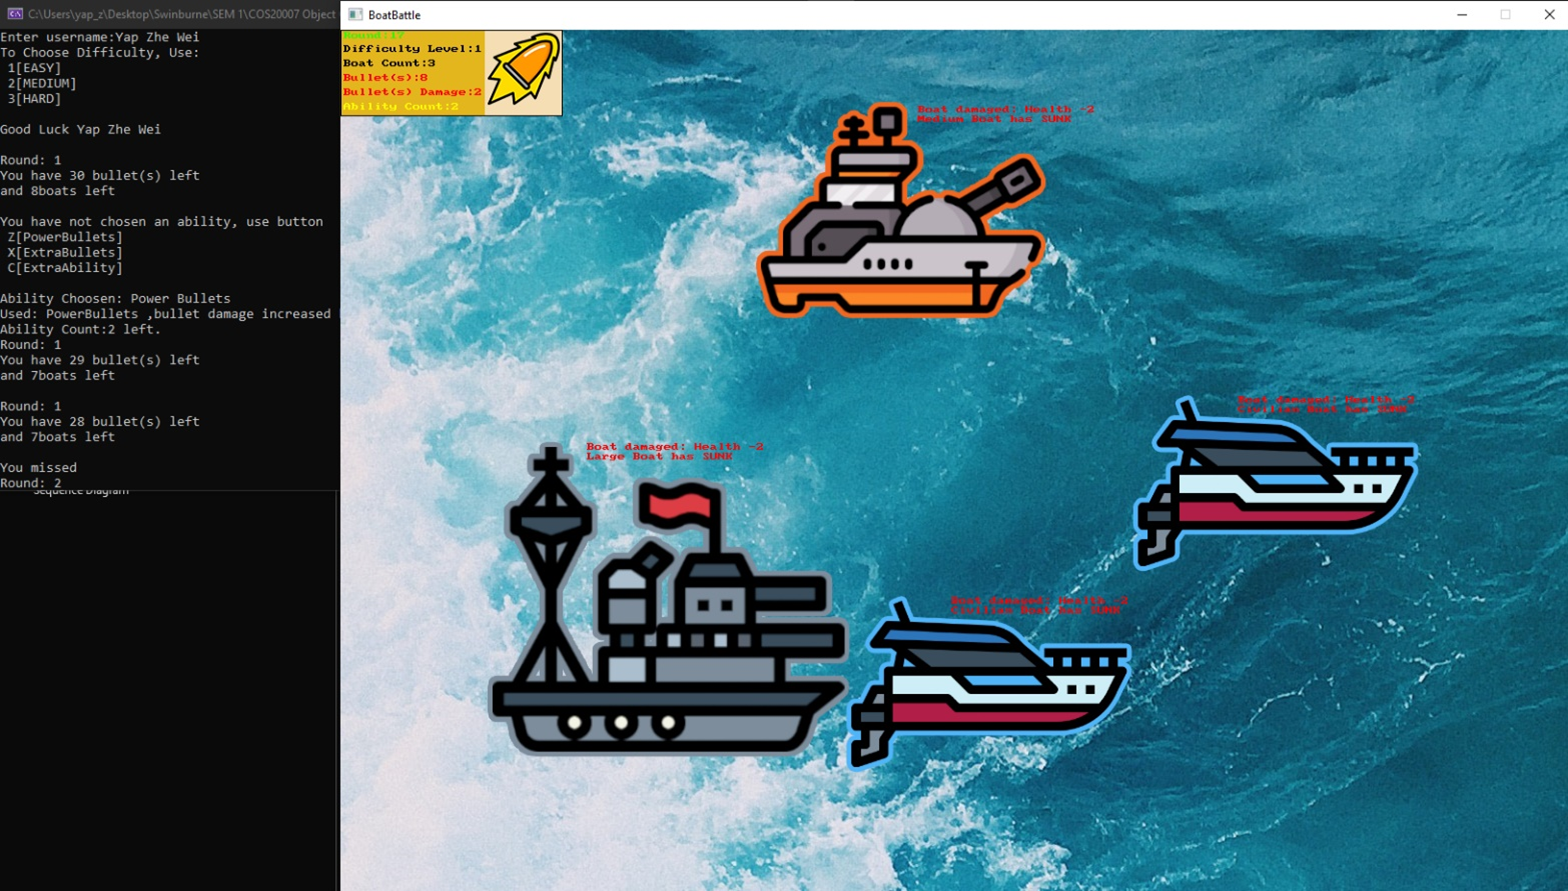 C:\Users\yap_z\Desktop\Swinburne\SEM 1\COS20007 Object
BoatBattle
Enter username:Yap Zhe Wei
To Choose Difficulty, Use:
1[EASY]
2[MEDIUM]
3[HARD]
Good Luck Yap Zhe Wei
Round: 1
You have 30 bullet(s) left
and 8boats left
You have not chosen an ability, use button
Z[PowerBullets]
X[ExtraBullets]
C[ExtraAbility]
Ability Choosen: Power Bullets
Used: PowerBullets ,bullet damage increased
Ability Count:2 left.
Round: 1
You have 29 bullet(s) left
and 7boats left
Round: 1
You have 28 bullet(s) left
and 7boats left
You missed
Round: 2
Sequence Diagram
Round:17
Difficulty Level:1
Boat Count:3
Bullet(s):8
Bullet(s) Damage:2
Ability Count:2
Boat damaged: Health -2
Medium Boat has SUNK
Boat damaged: Health -2
Civilian Boat has SUNK
Boat damaged: Health -2
Large Boat has SUNK
Boat damaged: Health -2
Civilian Boat has SUNK